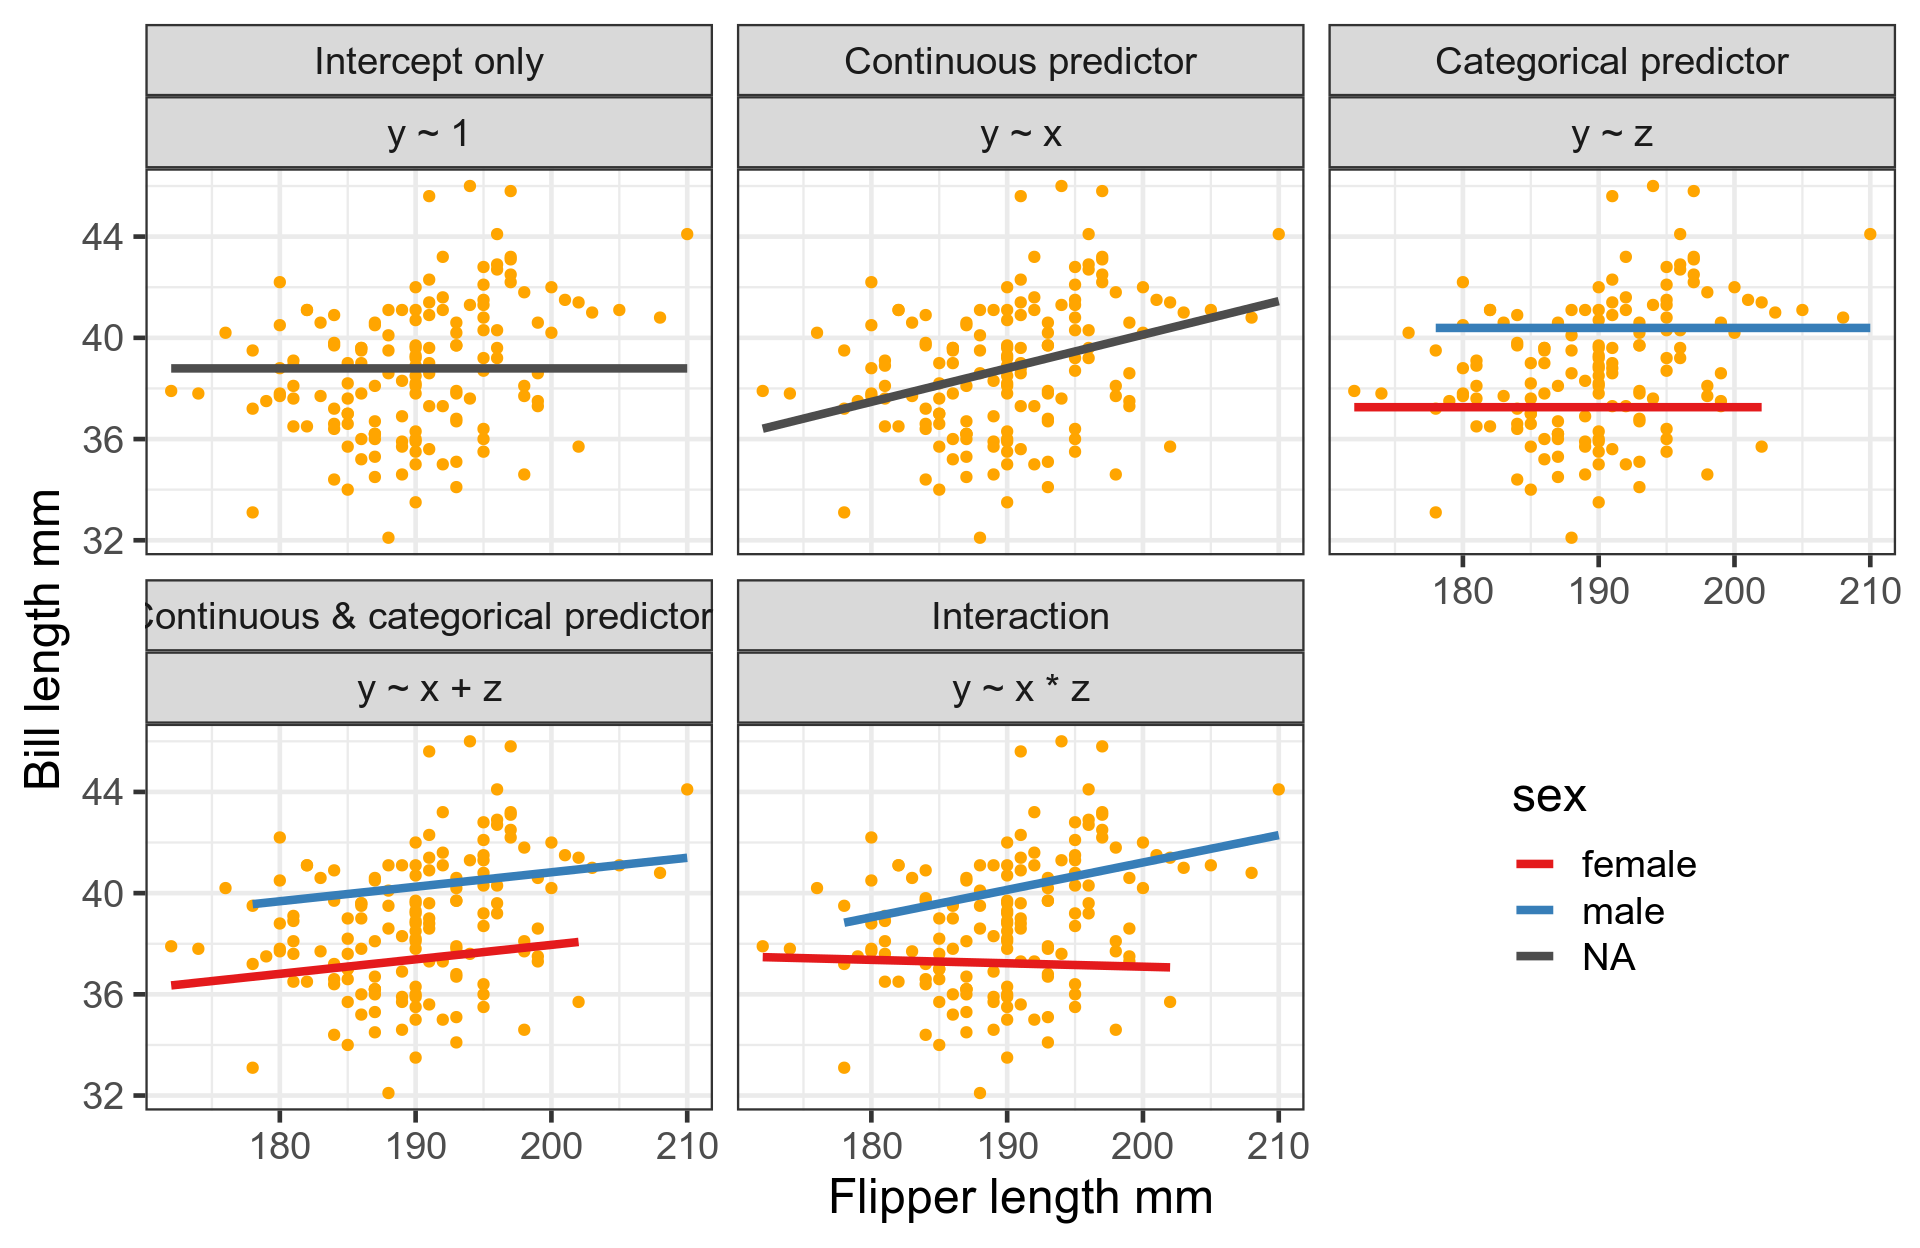 Intercept only
y ~ 1
Continuous predictor
y ~ x
Categorical predictor
y ~ z
44
40
36
32
180 190 200 210
Continuous & categorical predictor
y ~ x + z
Interaction
y ~ x * z
44
40
36
32
180 190 200 210
180 190 200 210
Bill length mm
Flipper length mm
sex
female
male
NA